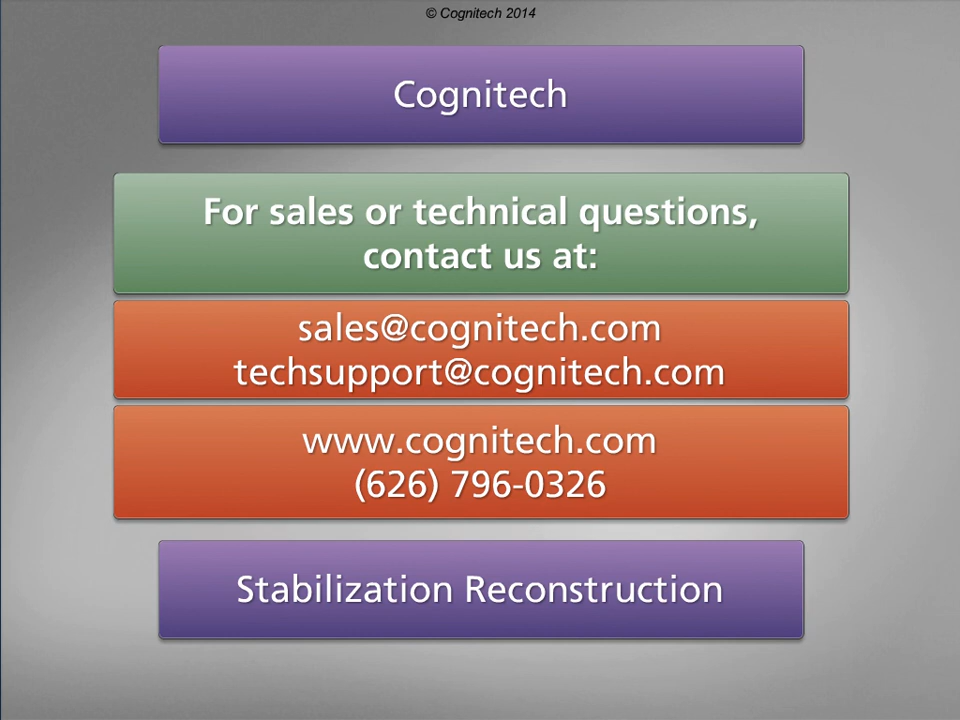 © Cognitech 2014
Cognitech
For sales or technical questions,
contact us at:
sales@cognitech.com
techsupport@cognitech.com
www.cognitech.com
(626) 796-0326
Stabilization Reconstruction